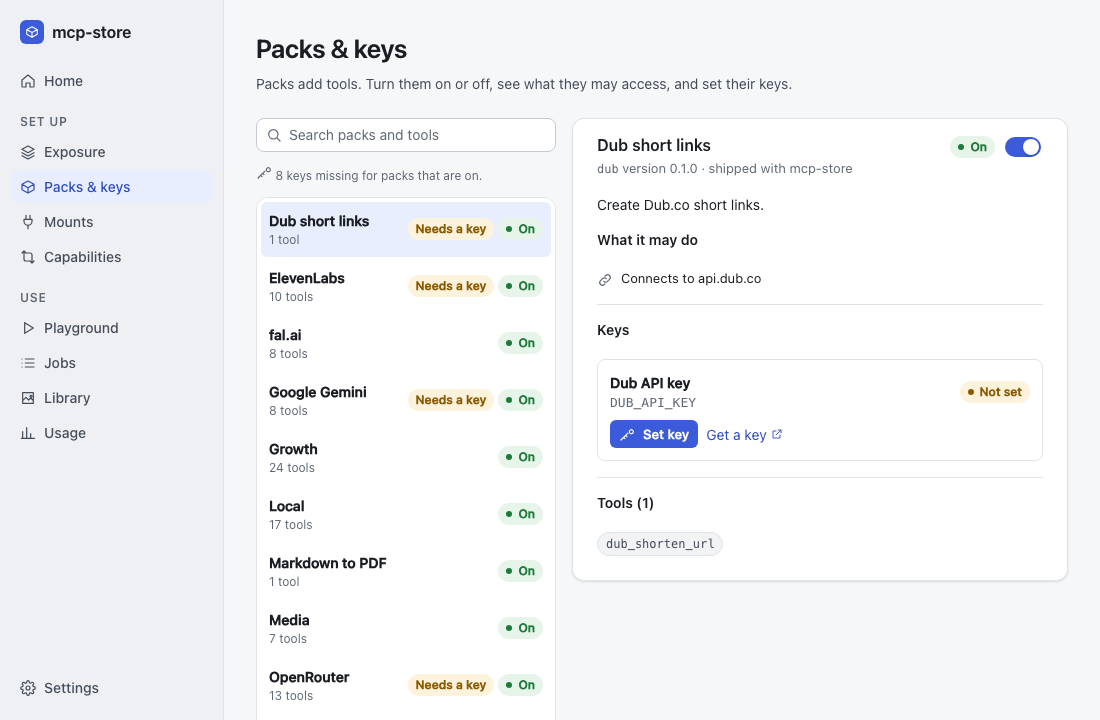 mcp-store
Home
SET UP
Exposure
Packs & keys
Mounts
Capabilities
USE
Playground
Jobs
Library
Usage
Settings
Packs & keys
Packs add tools. Turn them on or off, see what they may access, and set their keys.
Search packs and tools
8 keys missing for packs that are on.
Dub short links
1 tool
Needs a key
On
ElevenLabs
10 tools
Needs a key
On
fal.ai
8 tools
On
Google Gemini
8 tools
Needs a key
On
Growth
24 tools
On
Local
17 tools
On
Markdown to PDF
1 tool
On
Media
7 tools
On
OpenRouter
13 tools
Needs a key
On
Dub short links
On
dub version 0.1.0 · shipped with mcp-store
Create Dub.co short links.
What it may do
Connects to api.dub.co
Keys
Dub API key
DUB_API_KEY
Not set
Set key
Get a key
Tools (1)
dub_shorten_url